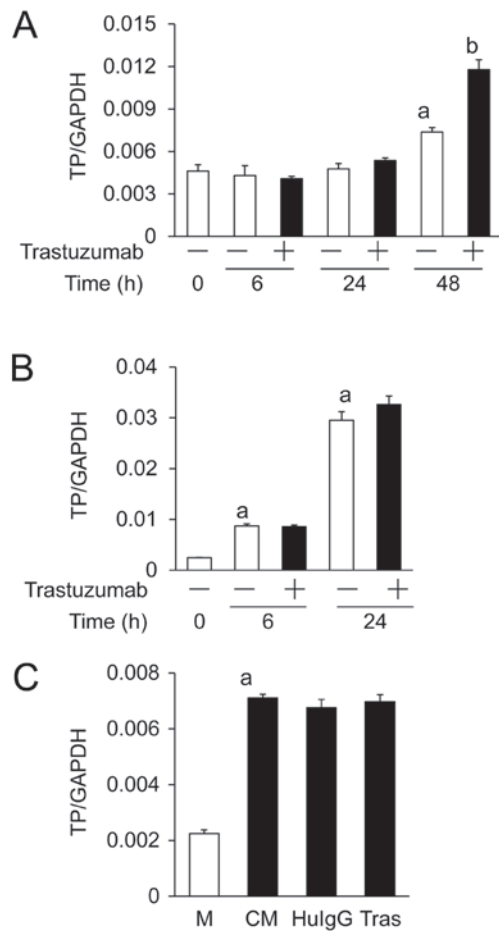 A
TP/GAPDH
0.015
0.012
0.009
0.006
0.003
0
a
b
Trastuzumab — — + — + — +
Time (h) 0 6 24 48
B
TP/GAPDH
0.04
0.03
0.02
0.01
0
a
a
Trastuzumab — — + — +
Time (h) 0 6 24
C
TP/GAPDH
0.008
0.006
0.004
0.002
0
a
M CM HuIgG Tras